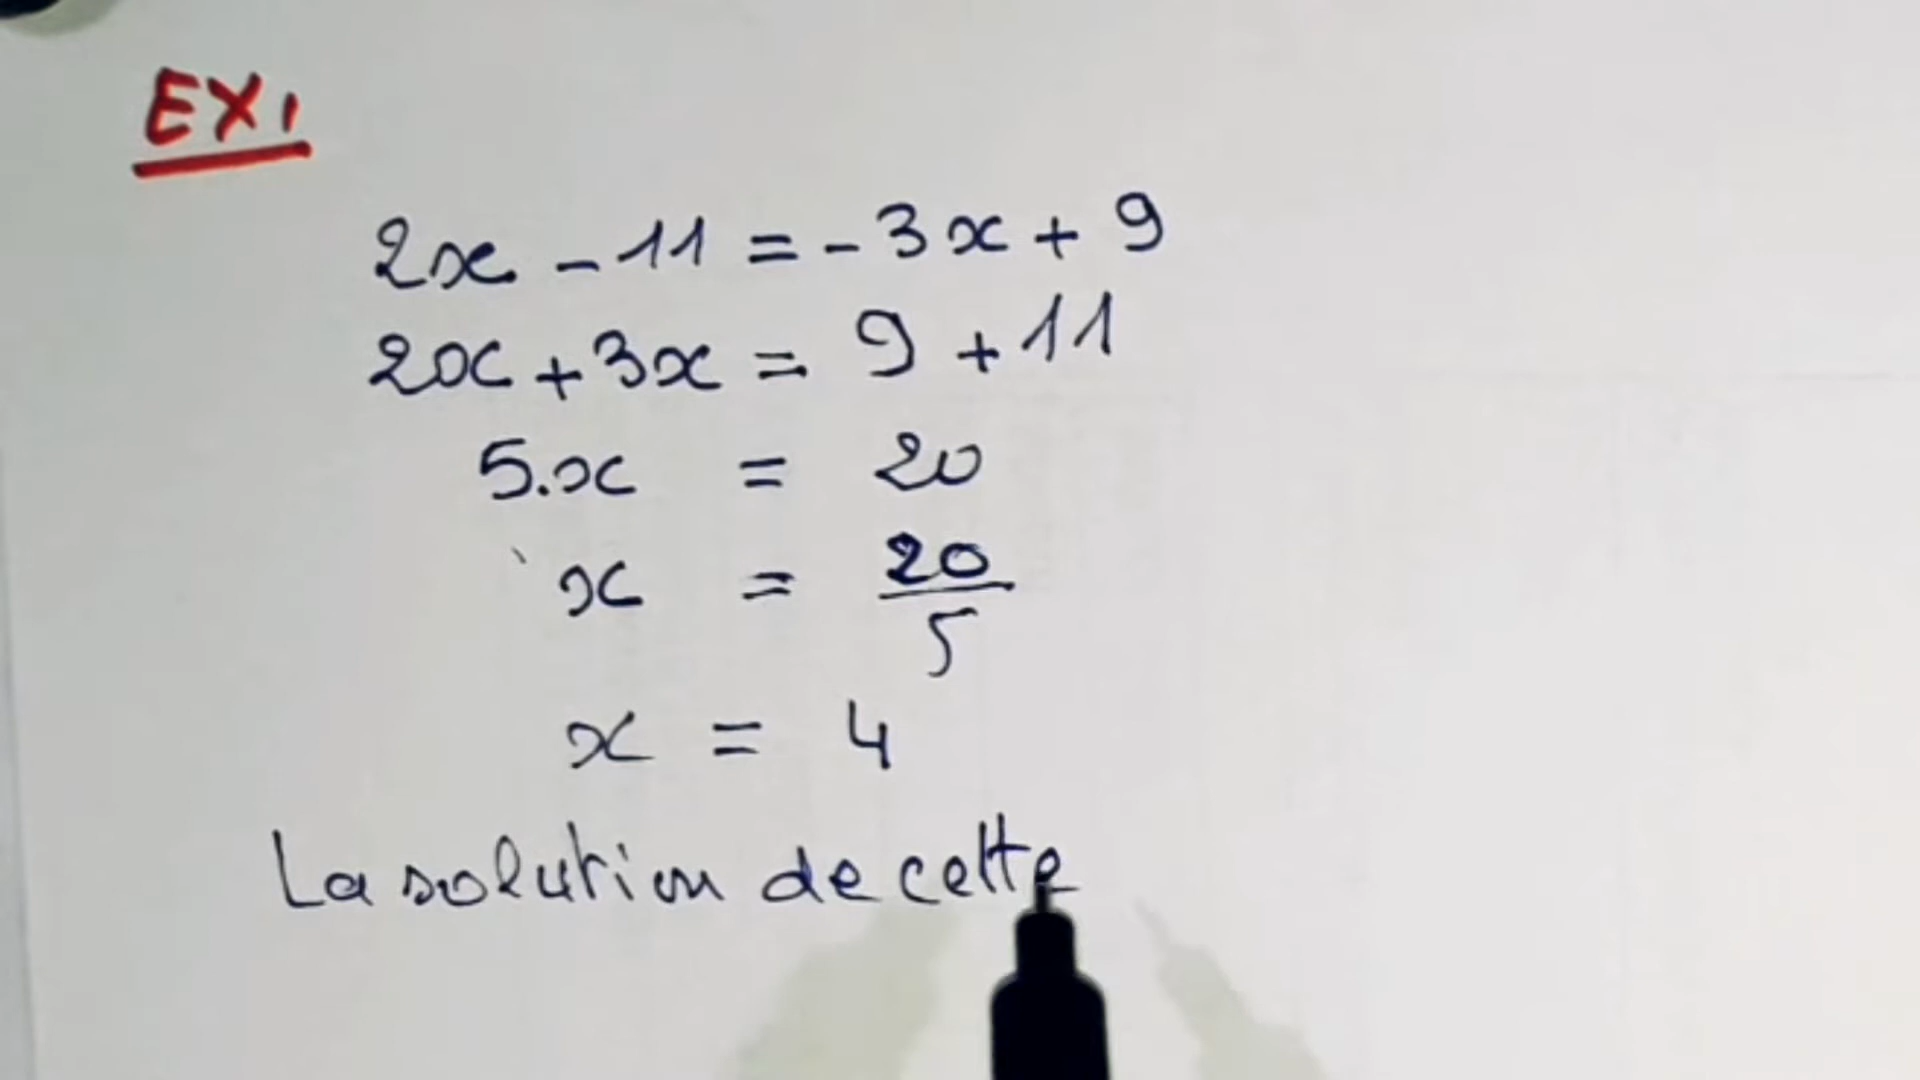 EX1
2x - 11 = - 3x + 9
2x + 3x = 9 + 11
5.x = 20
x = 20/5
x = 4
La solution de cette